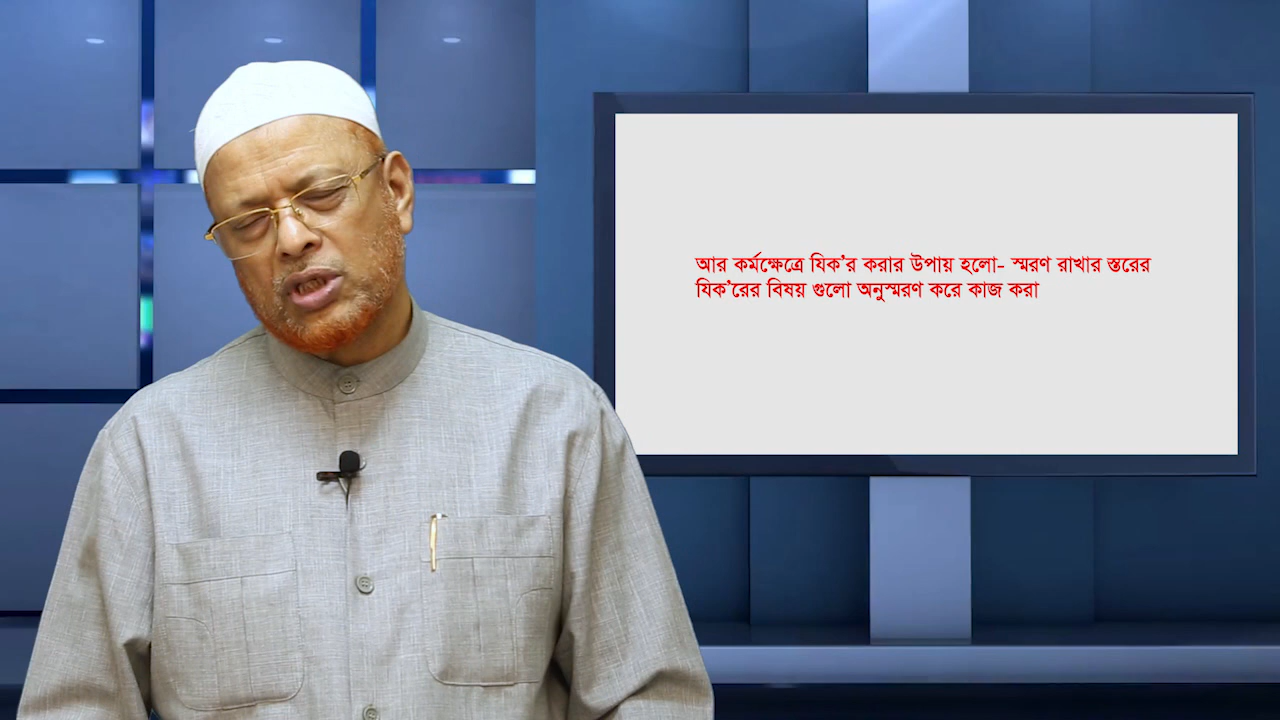 আর কর্মক্ষেত্রে যিক'র করার উপায় হলো- স্মরণ রাখার স্তরের
যিক'রের বিষয় গুলো অনুস্মরণ করে কাজ করা